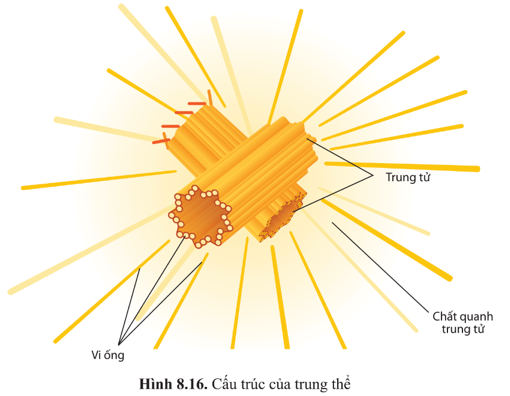 Trung tử
Chất quanh
trung tử
Vi ống
Hình 8.16. Cấu trúc của trung thể